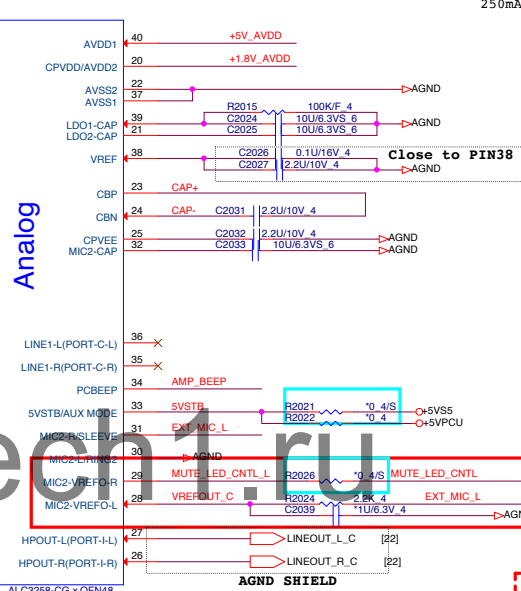 250mA
AVDD1 40 +5V_AVDD
CPVDD/AVDD2 20 +1.8V_AVDD
AVSS2 22 AGND
AVSS1 37
R2015 100K/F_4
LDO1-CAP 39 C2024 10U/6.3VS_6 AGND
LDO2-CAP 21 C2025 10U/6.3VS_6
VREF 38 C2026 0.1U/16V_4 Close to PIN38
C2027 2.2U/10V_4 AGND
CBP 23 CAP+
CBN 24 CAP- C2031 2.2U/10V_4
CPVEE 25 C2032 2.2U/10V_4 AGND
MIC2-CAP 32 C2033 10U/6.3VS_6 AGND
Analog
LINE1-L(PORT-C-L) 36
LINE1-R(PORT-C-R) 35
PCBEEP 34 AMP_BEEP
5VSTB/AUX MODE 33 5VSTB R2021 *0_4/S +5VS5
R2022 *0_4 +5VPCU
MIC2-R/SLEEVE 31 EXT_MIC_L
MIC2-L/RING2 30 AGND
MIC2-VREFO-R 29 MUTE_LED_CNTL_L R2026 *0_4/S MUTE_LED_CNTL
MIC2-VREFO-L 28 VREFOUT_C R2024 2.2K_4 EXT_MIC_L
C2039 *1U/6.3V_4 AGN
HPOUT-L(PORT-I-L) 27 LINEOUT_L_C [22]
HPOUT-R(PORT-I-R) 26 LINEOUT_R_C [22]
AGND SHIELD
ALC3258-CG x QFN48
ech1.ru